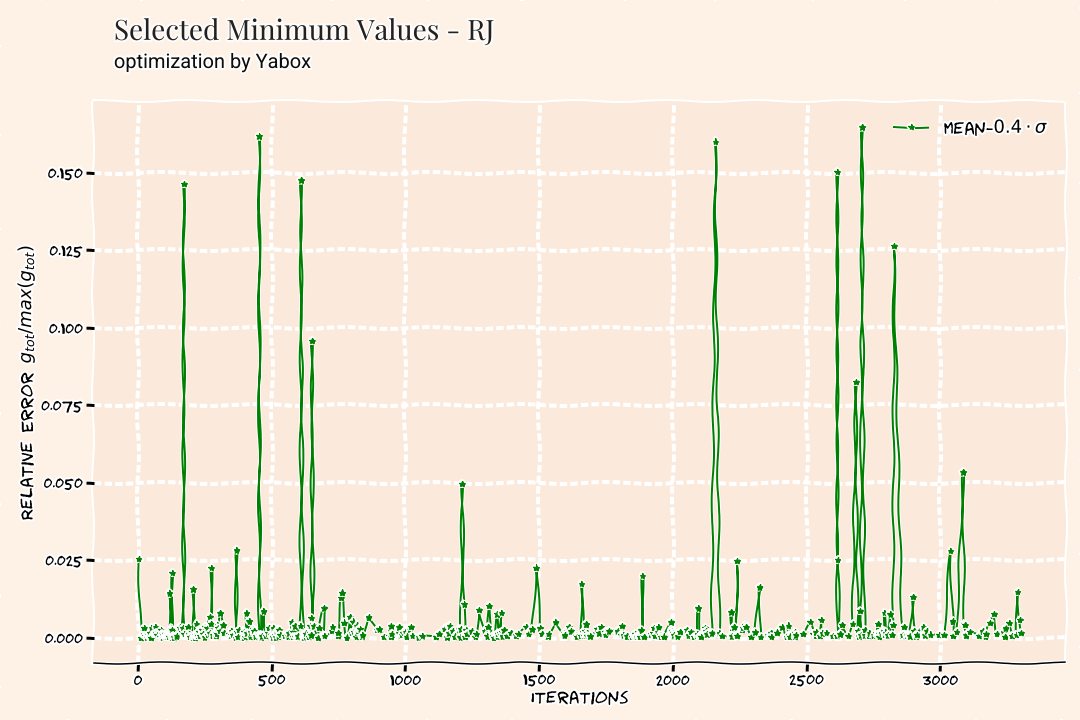 Selected Minimum Values - RJ
optimization by Yabox
MEAN-0.4 · σ
0.150
0.125
0.100
0.075
0.050
0.025
0.000
RELATIVE ERROR g_tot/max(g_tot)
0 500 1000 1500 2000 2500 3000
ITERATIONS